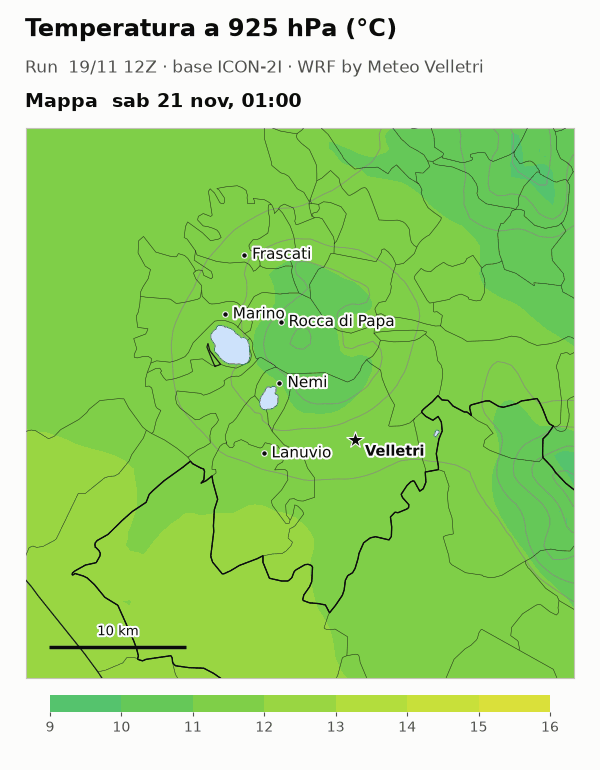 Temperatura a 925 hPa (°C)
Run  19/11 12Z · base ICON-2I · WRF by Meteo Velletri
Mappa  sab 21 nov, 01:00
Frascati
Marino
Rocca di Papa
Nemi
Velletri
Lanuvio
10 km
9 10 11 12 13 14 15 16